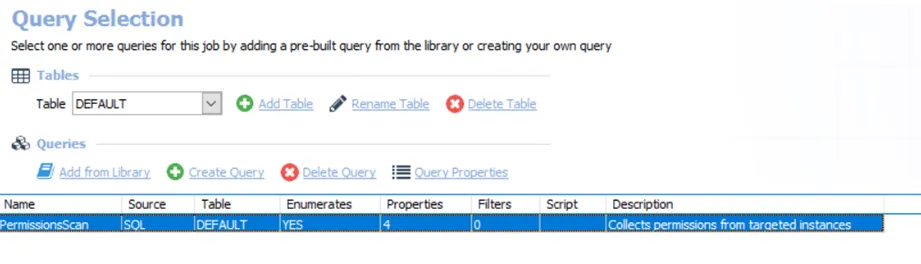 Query Selection
Select one or more queries for this job by adding a pre-built query from the library or creating your own query
Tables
Table DEFAULT Add Table Rename Table Delete Table
Queries
Add from Library Create Query Delete Query Query Properties
Name Source Table Enumerates Properties Filters Script Description
PermissionsScan SQL DEFAULT YES 4 0 Collects permissions from targeted instances